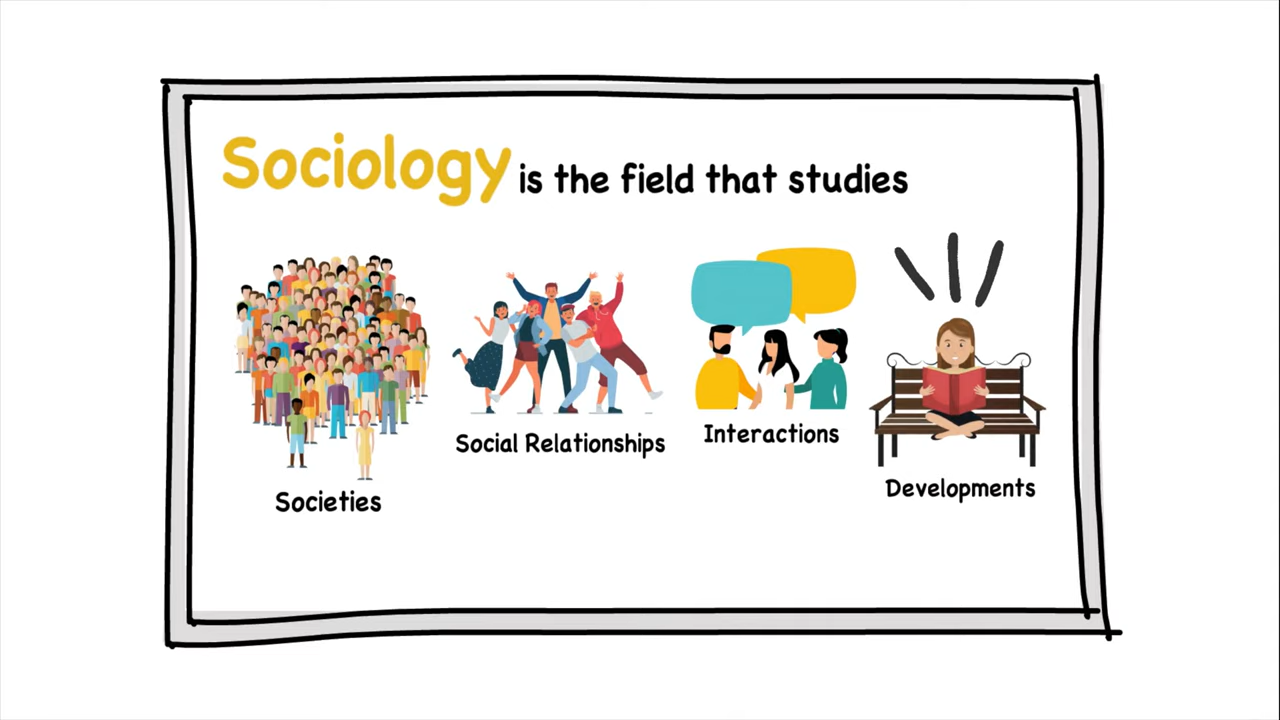 Sociology is the field that studies
Societies
Social Relationships
Interactions
Developments